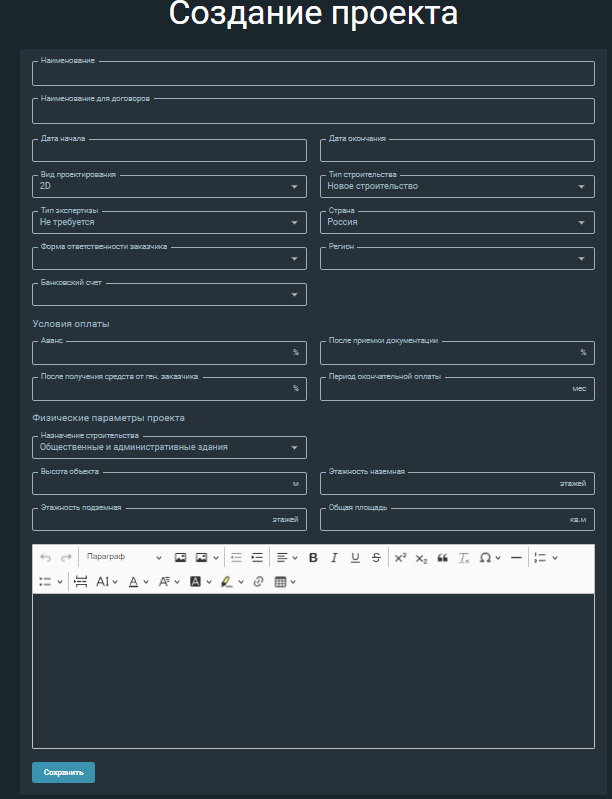 Создание проекта
Наименование
Наименование для договоров
Дата начала
Дата окончания
Вид проектирования
2D
Тип строительства
Новое строительство
Тип экспертизы
Не требуется
Страна
Россия
Форма ответственности заказчика
Регион
Банковский счет
Условия оплаты
Аванс
%
После приемки документации
%
После получения средств от ген. заказчика
%
Период окончательной оплаты
мес
Физические параметры проекта
Назначение строительства
Общественные и административные здания
Высота объекта
м
Этажность наземная
этажей
Этажность подземная
этажей
Общая площадь
кв.м
Параграф
Сохранить